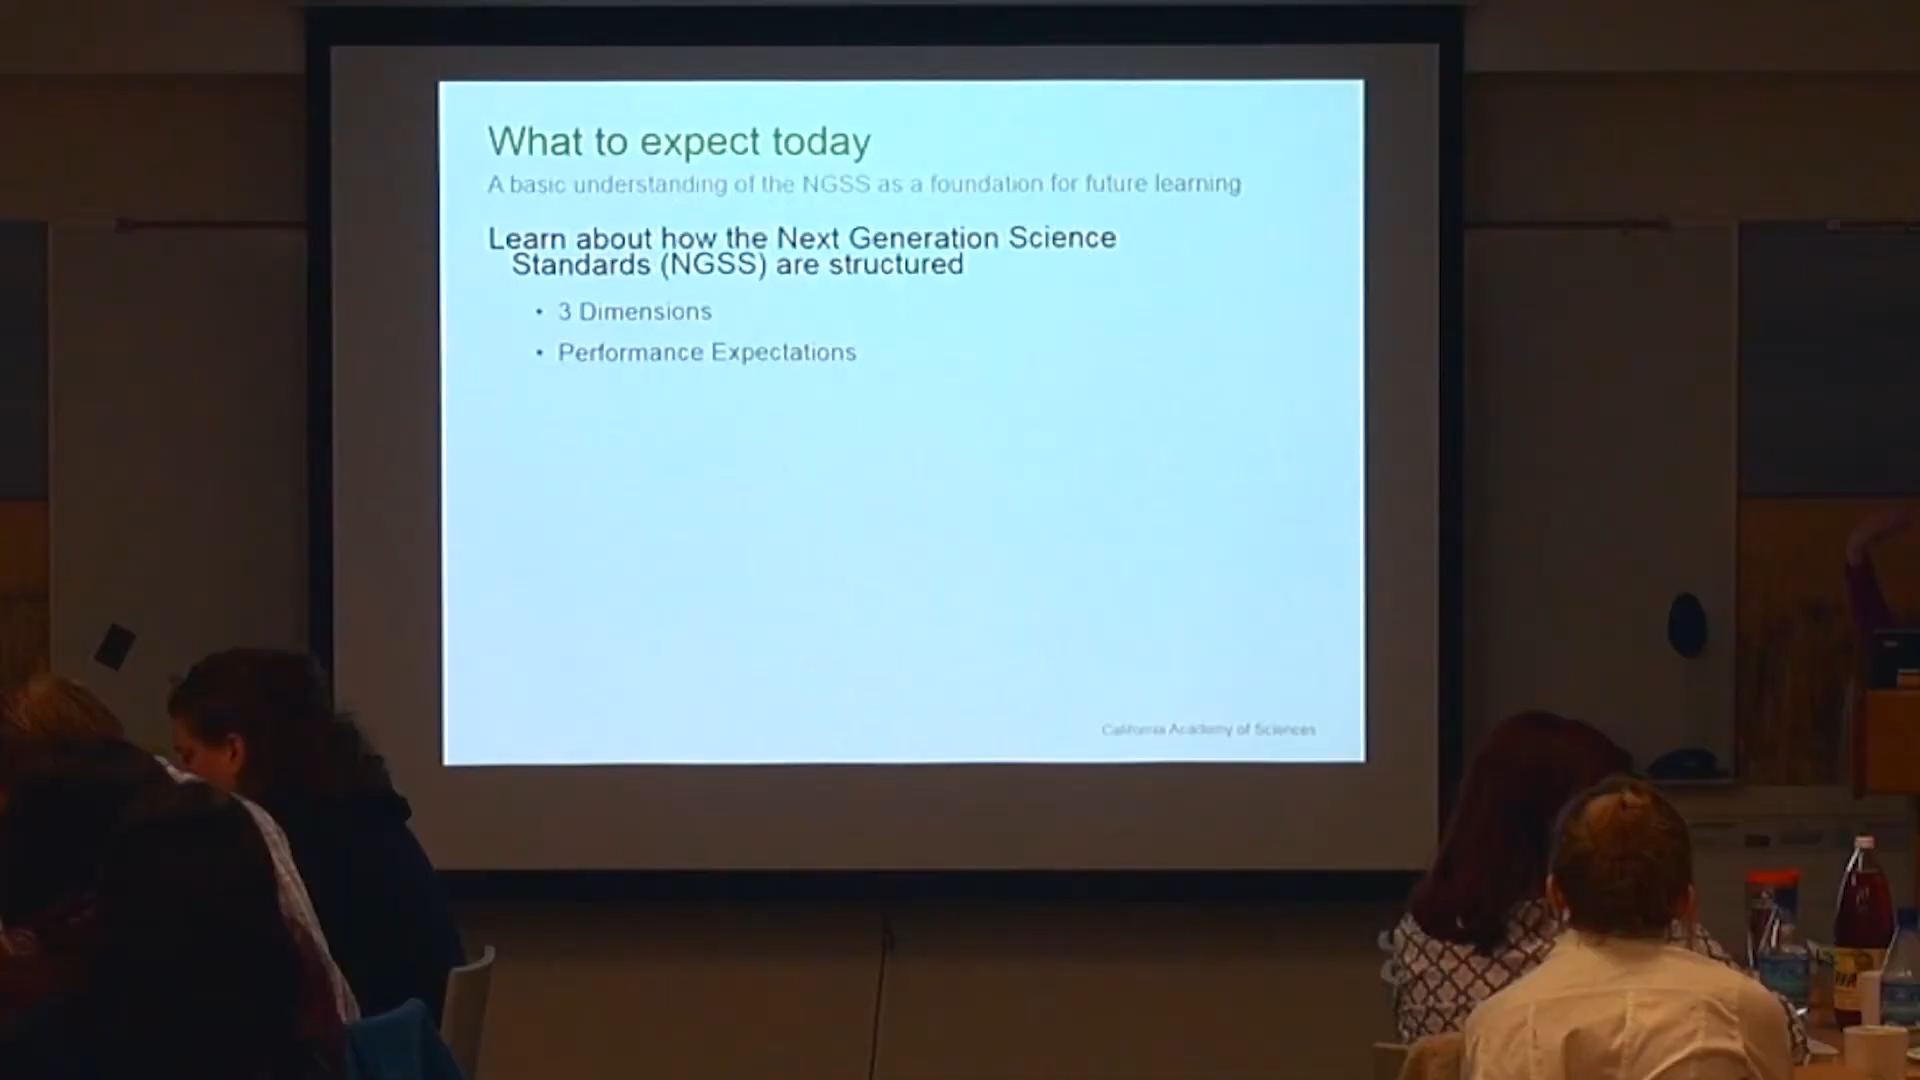 What to expect today
A basic understanding of the NGSS as a foundation for future learning
Learn about how the Next Generation Science
Standards (NGSS) are structured
• 3 Dimensions
• Performance Expectations
California Academy of Sciences